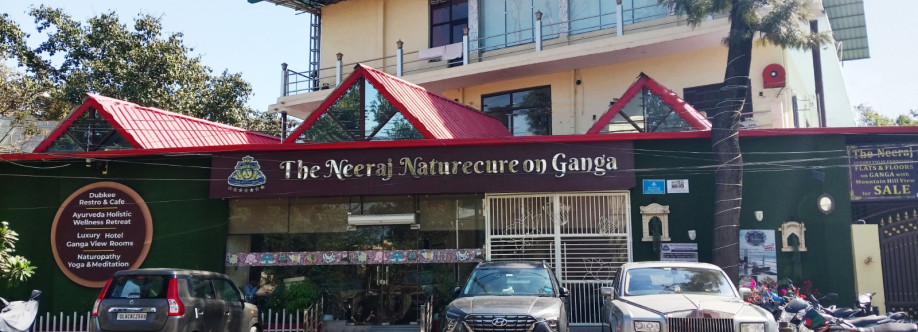 The Neeraj Naturecure on Ganga
Dubkee
Restro & Cafe
Ayurveda Holistic
Wellness Retreat
Luxury Hotel
Ganga View Rooms
Naturopathy
Yoga & Meditation
The Neeraj
FLATS & FLOORS
on GANGA with
Mountain Hill View
for SALE